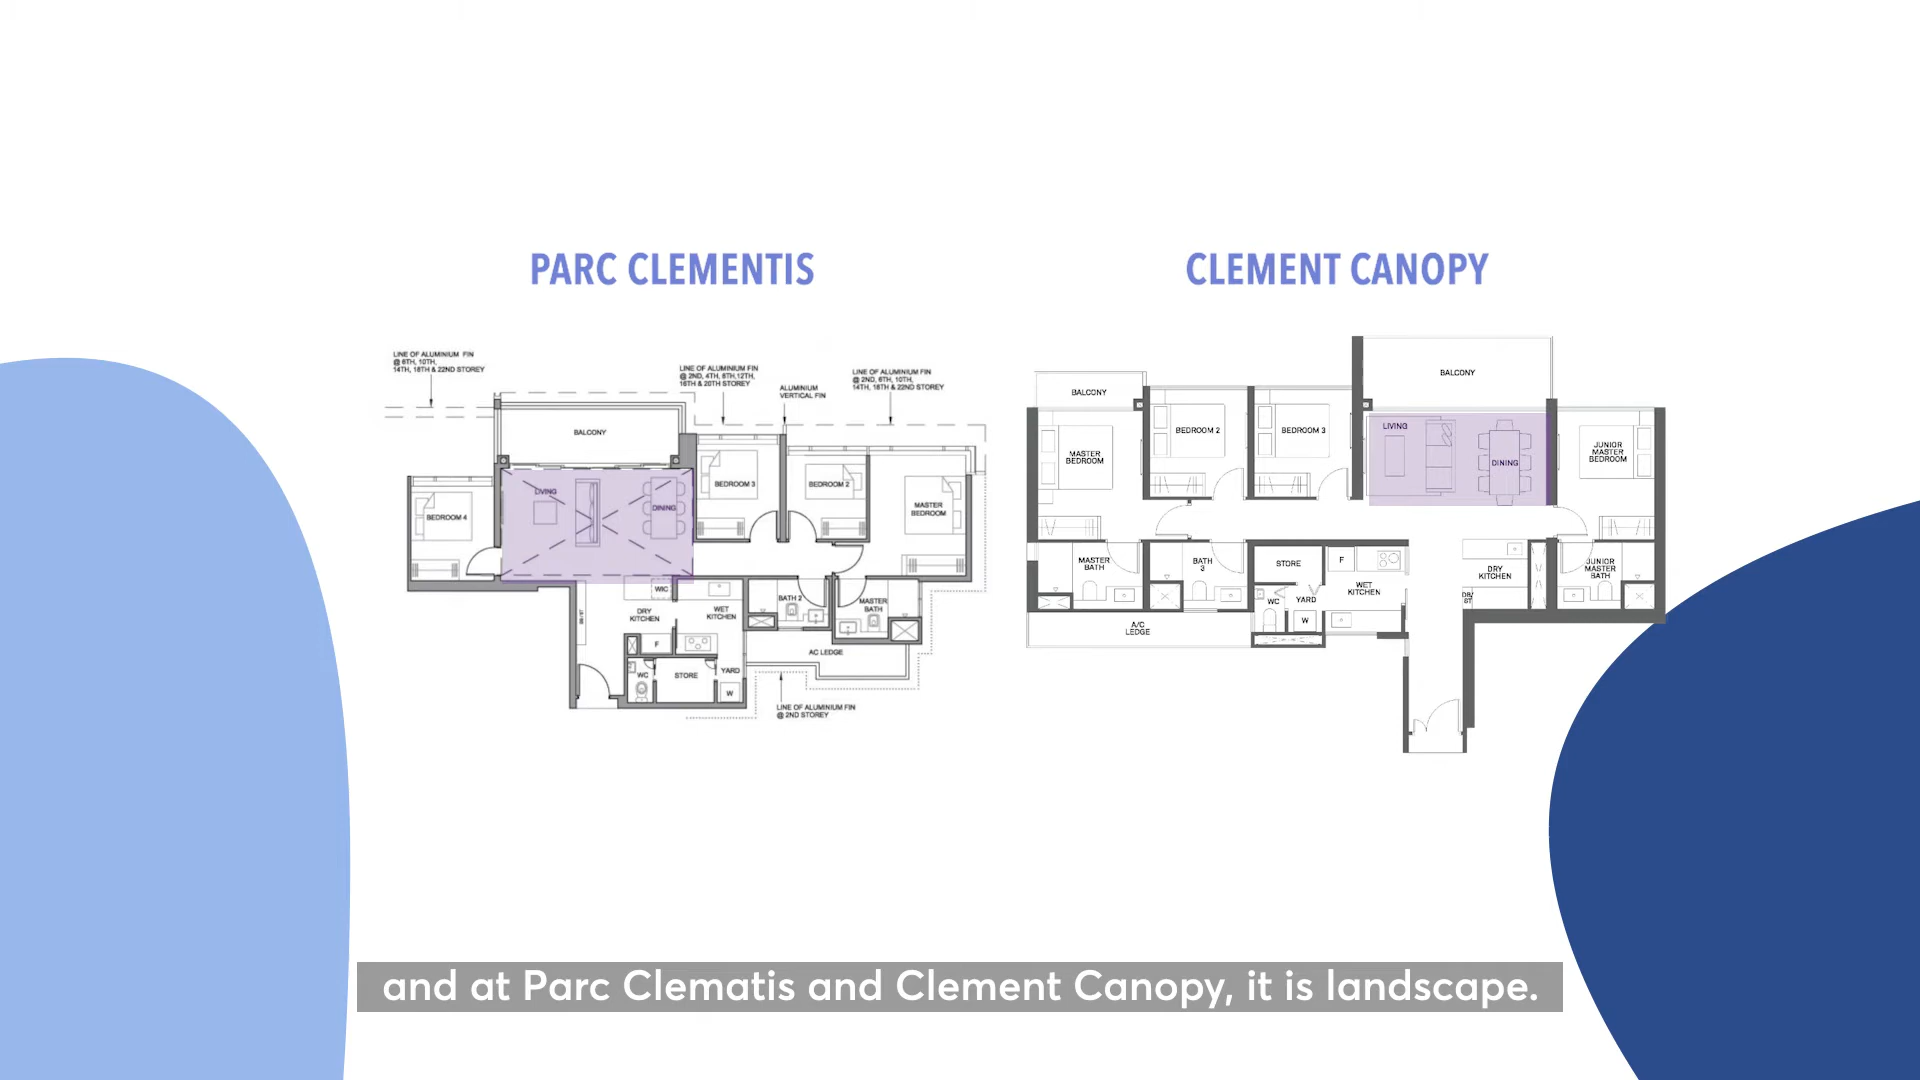 PARC CLEMENTIS
CLEMENT CANOPY
LINE OF ALUMINIUM FIN
@ 6TH, 10TH,
14TH, 18TH & 22ND STOREY
LINE OF ALUMINIUM FIN
@ 2ND, 4TH, 8TH,12TH,
16TH & 20TH STOREY
ALUMINIUM
VERTICAL FIN
LINE OF ALUMINIUM FIN
@ 2ND, 6TH, 10TH,
14TH, 18TH & 22ND STOREY
BALCONY
BEDROOM 4
LIVING
DINING
BEDROOM 3
BEDROOM 2
MASTER
BEDROOM
W/C
DRY
KITCHEN
WET
KITCHEN
BATH 2
MASTER
BATH
DB/ST
F
WC
STORE
YARD
W
AC LEDGE
LINE OF ALUMINIUM FIN
@ 2ND STOREY
BALCONY
BALCONY
MASTER
BEDROOM
BEDROOM 2
BEDROOM 3
LIVING
DINING
JUNIOR
MASTER
BEDROOM
MASTER
BATH
BATH
3
STORE
F
WET
KITCHEN
WC
YARD
W
DRY
KITCHEN
DB/
ST
JUNIOR
MASTER
BATH
A/C
LEDGE
and at Parc Clematis and Clement Canopy, it is landscape.